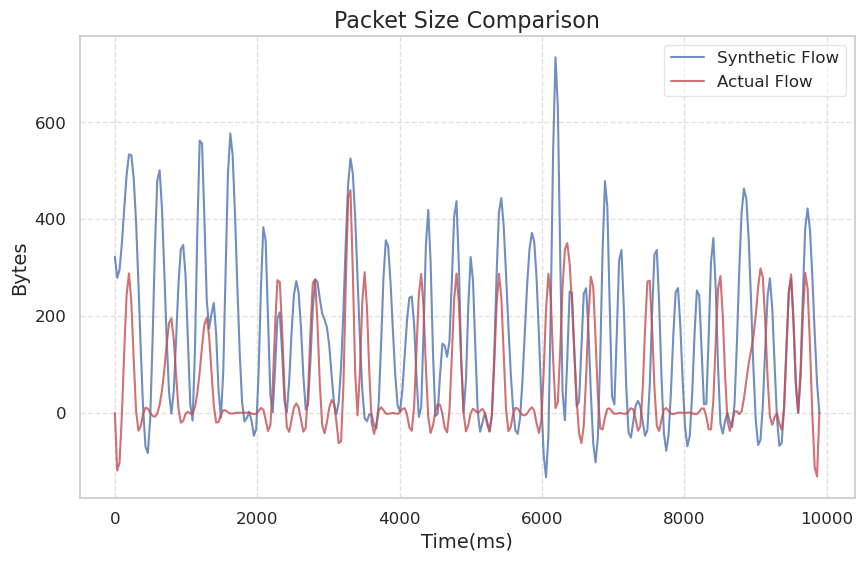 Packet Size Comparison
Synthetic Flow
Actual Flow
Bytes
600
400
200
0
0 2000 4000 6000 8000 10000
Time(ms)